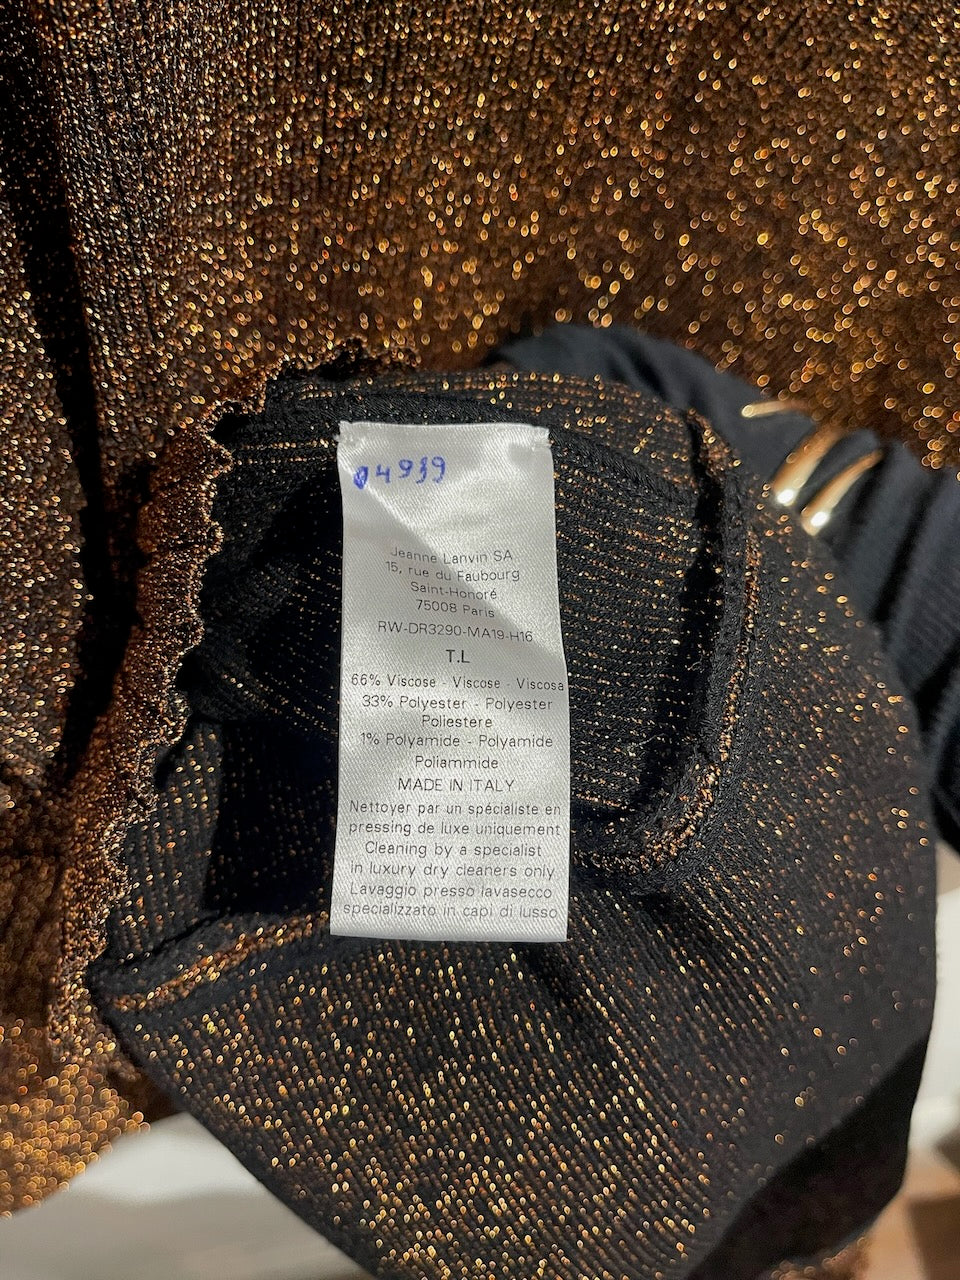 04939
Jeanne Lanvin SA
15, rue du Faubourg
Saint-Honoré
75008 Paris
RW-DR3290-MA19-H16
T.L
66% Viscose - Viscose - Viscosa
33% Polyester - Polyester
Poliestere
1% Polyamide - Polyamide
Poliammide
MADE IN ITALY
Nettoyer par un spécialiste en
pressing de luxe uniquement
Cleaning by a specialist
in luxury dry cleaners only
Lavaggio presso lavasecco
specializzato in capi di lusso